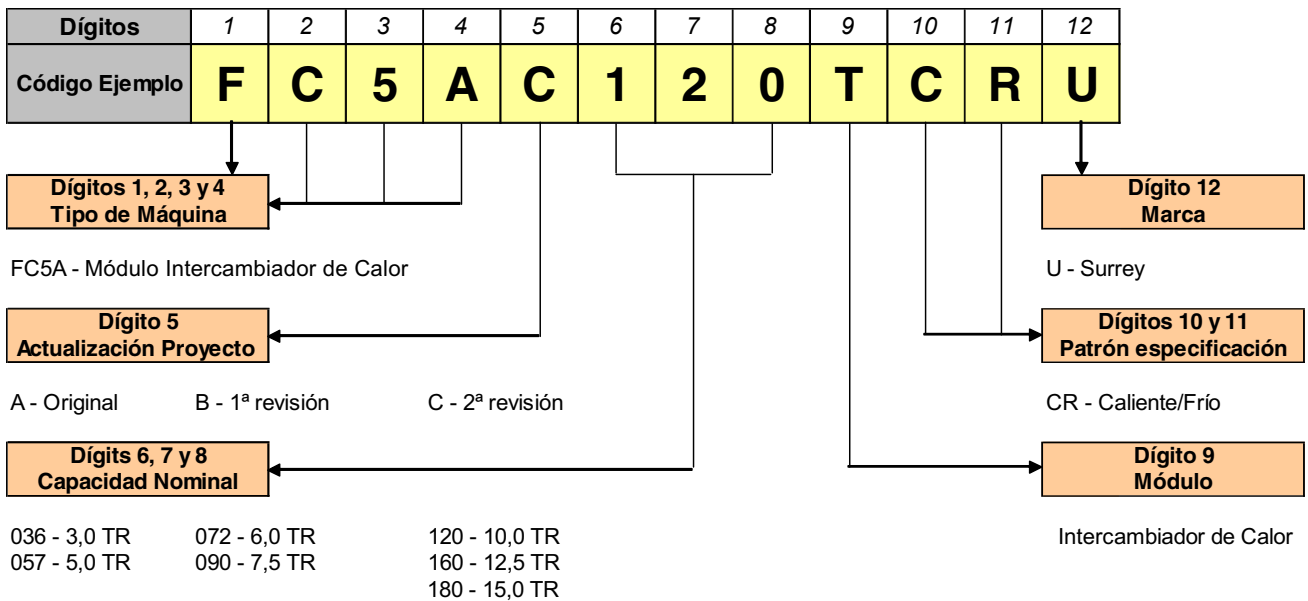 Dígitos 1 2 3 4 5 6 7 8 9 10 11 12
Código Ejemplo F C 5 A C 1 2 0 T C R U
Dígitos 1, 2, 3 y 4
Tipo de Máquina
FC5A - Módulo Intercambiador de Calor
Dígito 5
Actualización Proyecto
A - Original B - 1ª revisión C - 2ª revisión
Dígits 6, 7 y 8
Capacidad Nominal
036 - 3,0 TR 072 - 6,0 TR 120 - 10,0 TR
057 - 5,0 TR 090 - 7,5 TR 160 - 12,5 TR
180 - 15,0 TR
Dígito 12
Marca
U - Surrey
Dígitos 10 y 11
Patrón especificación
CR - Caliente/Frío
Dígito 9
Módulo
Intercambiador de Calor